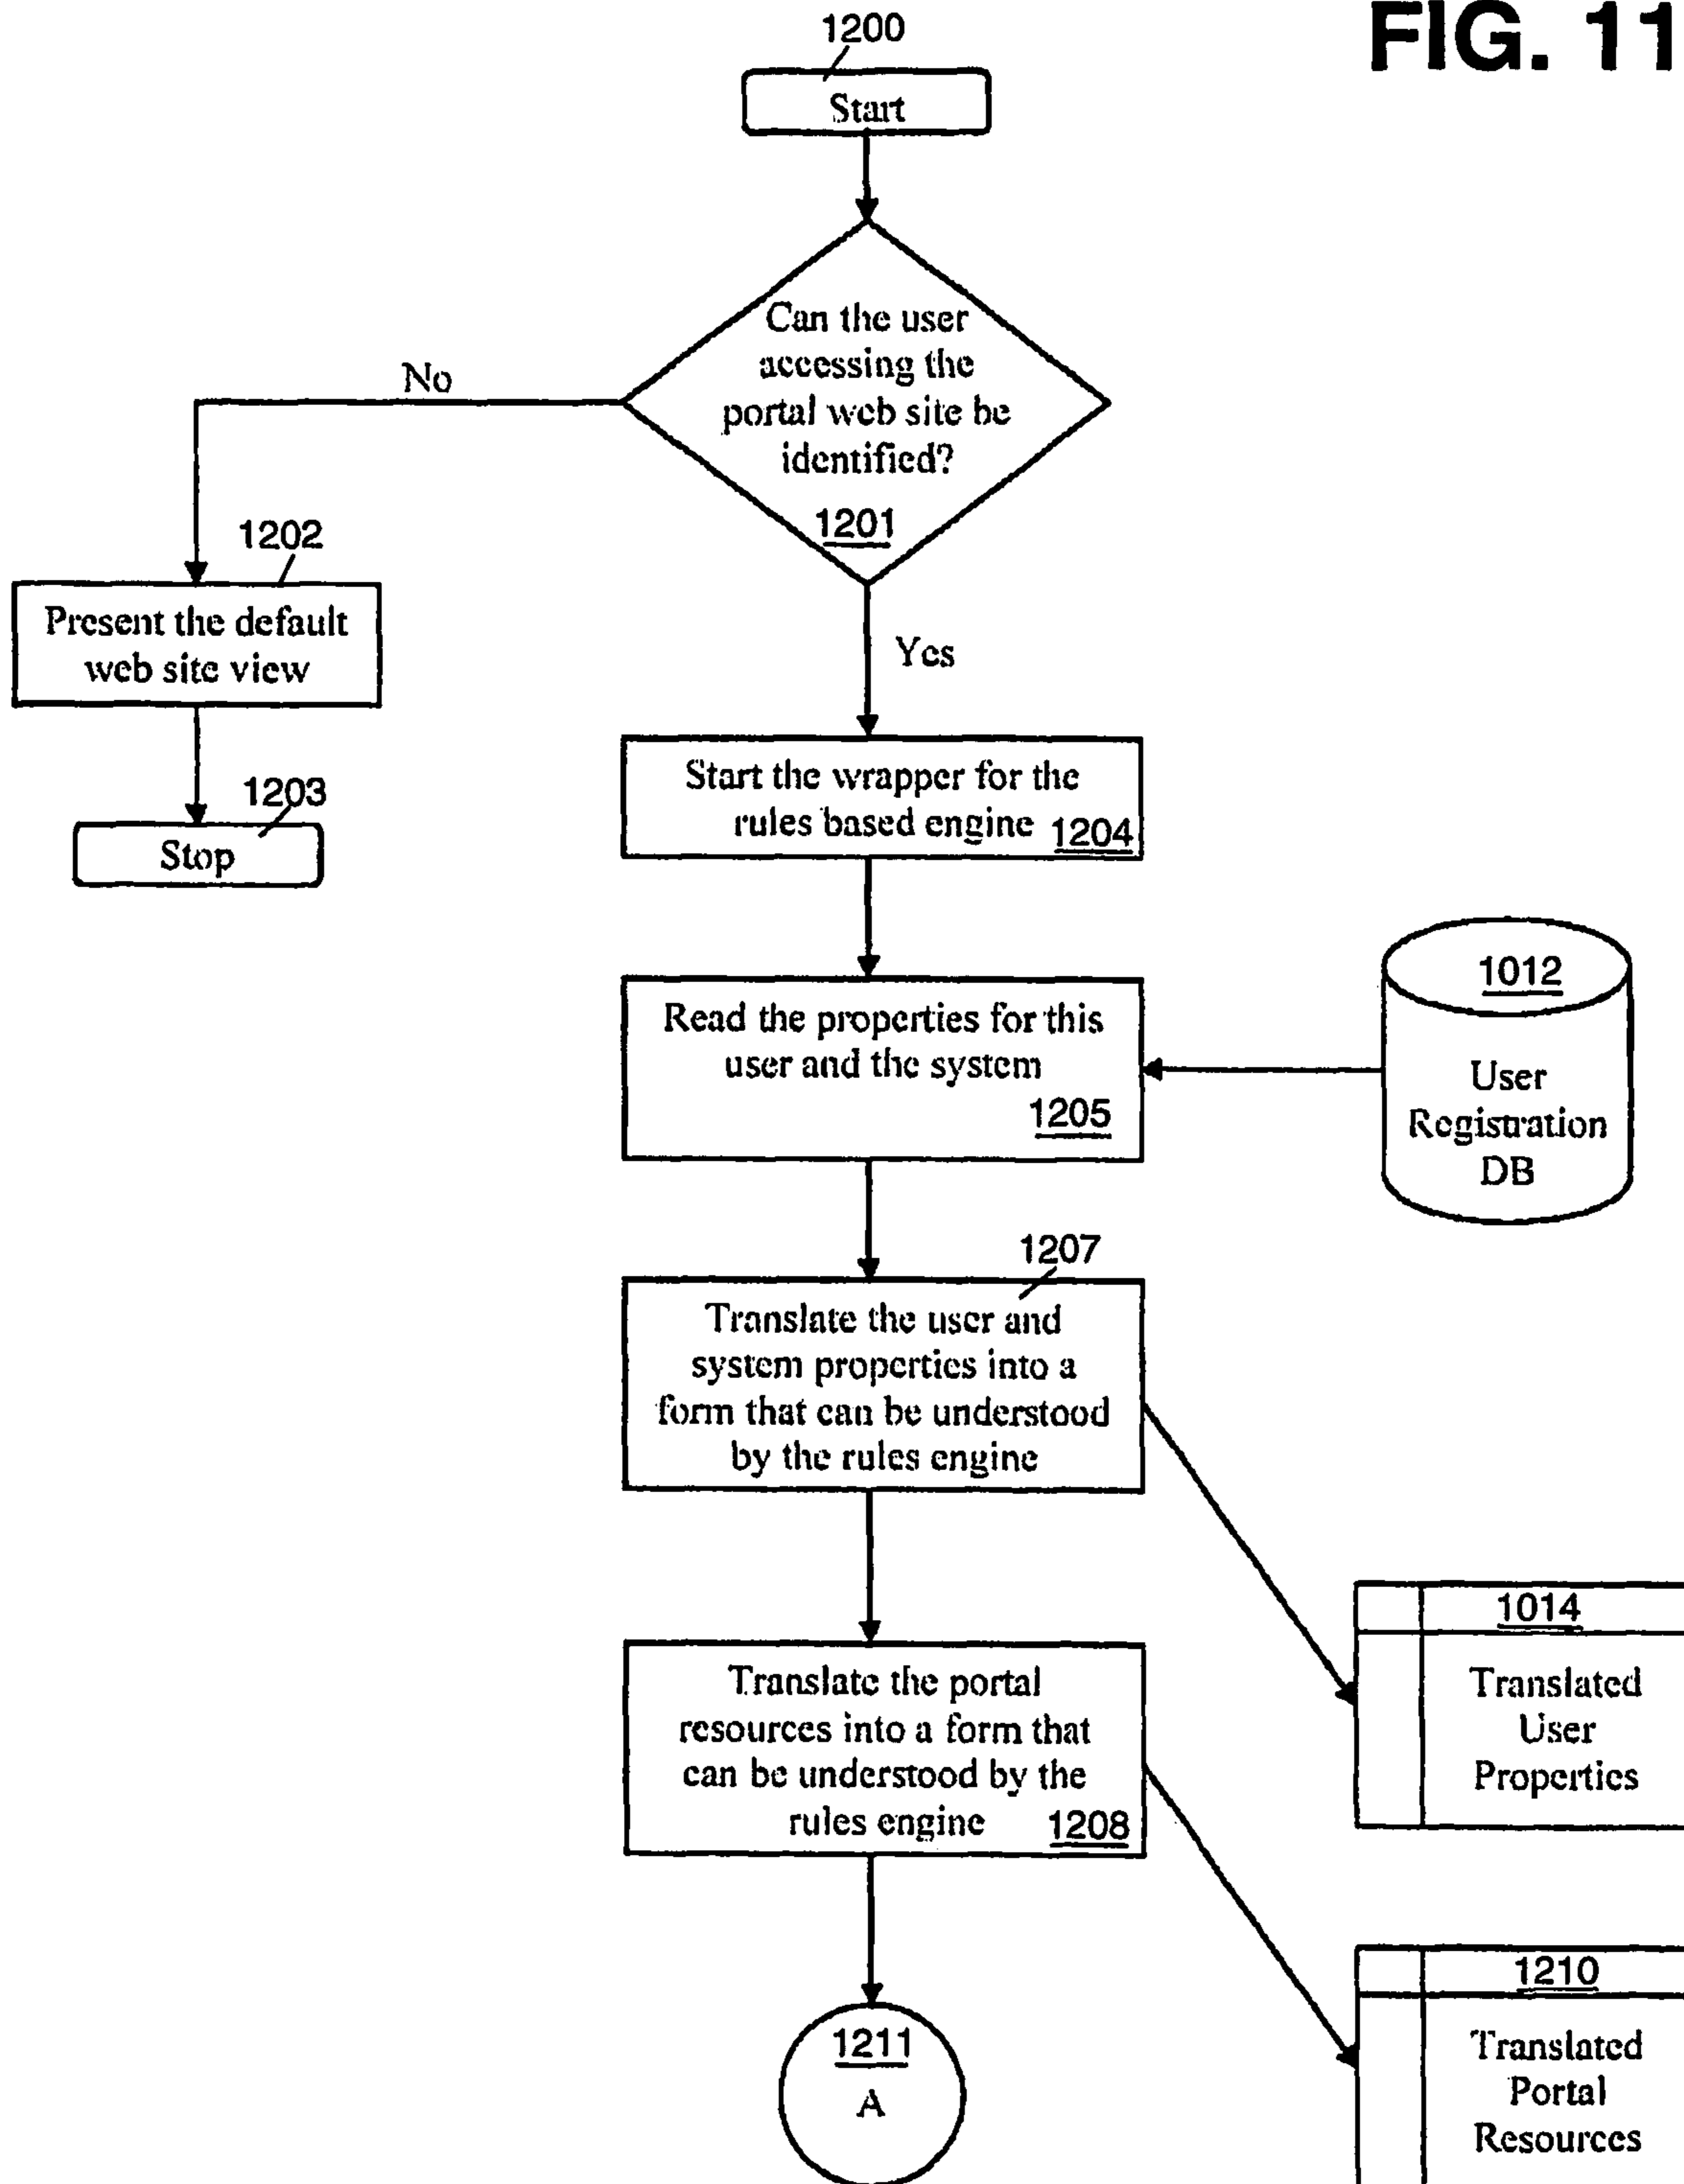 FIG. 11
1200
Start
Can the user
accessing the
portal web site be
identified?
1201
No
Yes
1202
Present the default
web site view
1203
Stop
Start the wrapper for the
rules based engine 1204
Read the properties for this
user and the system
1205
1012
User
Registration
DB
1207
Translate the user and
system properties into a
form that can be understood
by the rules engine
1014
Translated
User
Properties
Translate the portal
resources into a form that
can be understood by the
rules engine 1208
1210
Translated
Portal
Resources
1211
A